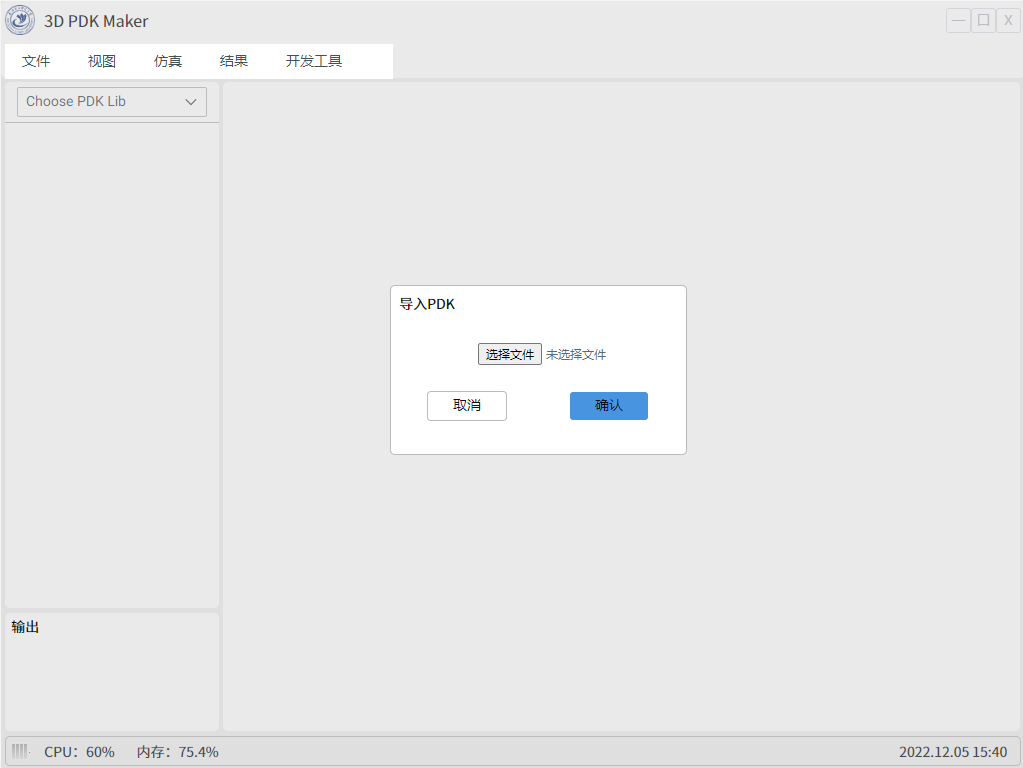 3D PDK Maker
文件 视图 仿真 结果 开发工具
Choose PDK Lib
导入PDK
选择文件 未选择文件
取消 确认
输出
CPU：60% 内存：75.4% 2022.12.05 15:40